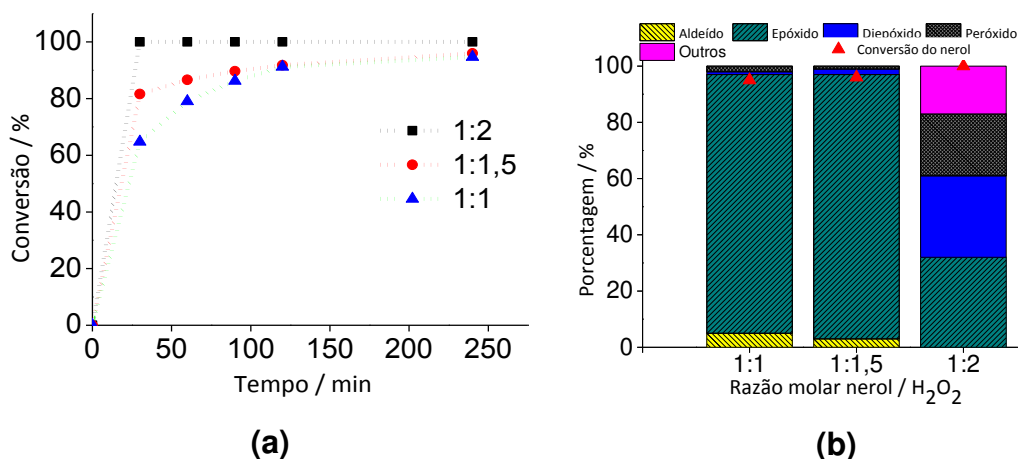 100
80
60
40
20
0
Conversão / %
1:2
1:1,5
1:1
0 50 100 150 200 250
Tempo / min
(a)
Aldeído Epóxido Diepóxido Peróxido
Outros Conversão do nerol
100
80
60
40
20
0
Porcentagem / %
1:1 1:1,5 1:2
Razão molar nerol / H2O2
(b)